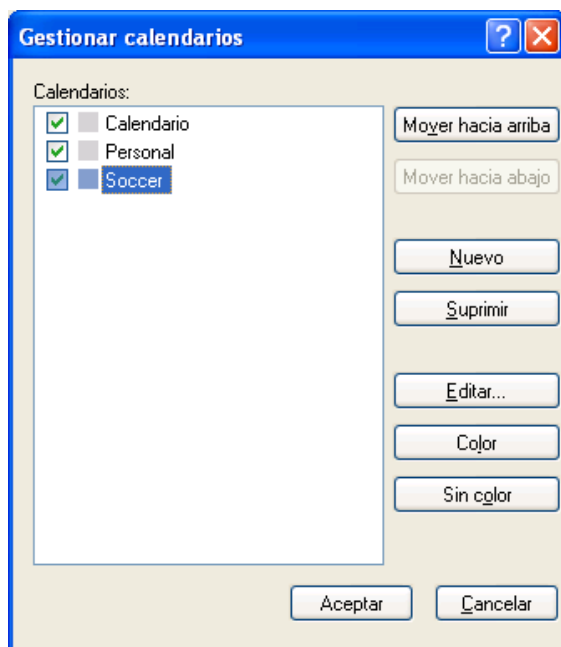 Gestionar calendarios
Calendarios:
Calendario
Personal
Soccer
Mover hacia arriba
Mover hacia abajo
Nuevo
Suprimir
Editar...
Color
Sin color
Aceptar
Cancelar